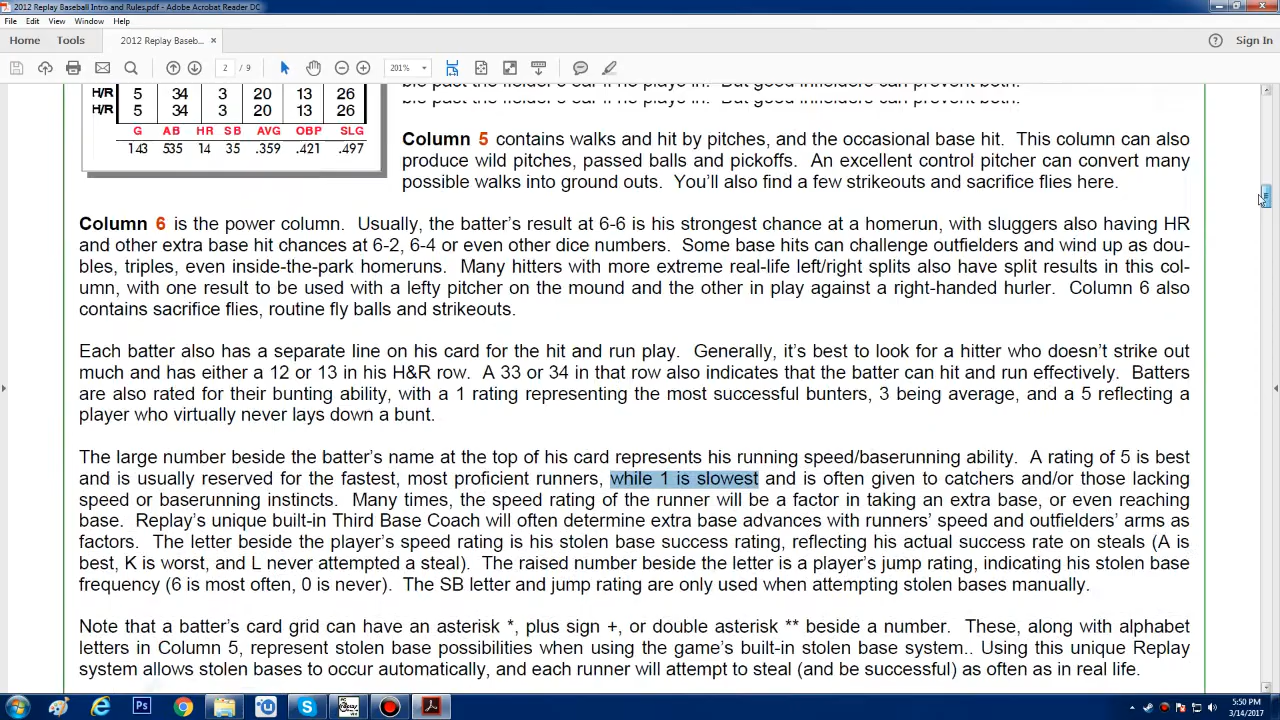 2012 Replay Baseball Intro and Rules.pdf - Adobe Acrobat Reader DC
File Edit View Window Help
Home Tools 2012 Replay Baseb... × Sign In
2 / 9 201%
H/R 5 34 3 20 13 26
H/R 5 34 3 20 13 26
G AB HR SB AVG OBP SLG
143 535 14 35 .359 .421 .497
Column 5 contains walks and hit by pitches, and the occasional base hit. This column can also
produce wild pitches, passed balls and pickoffs. An excellent control pitcher can convert many
possible walks into ground outs. You'll also find a few strikeouts and sacrifice flies here.
Column 6 is the power column. Usually, the batter's result at 6-6 is his strongest chance at a homerun, with sluggers also having HR
and other extra base hit chances at 6-2, 6-4 or even other dice numbers. Some base hits can challenge outfielders and wind up as dou-
bles, triples, even inside-the-park homeruns. Many hitters with more extreme real-life left/right splits also have split results in this col-
umn, with one result to be used with a lefty pitcher on the mound and the other in play against a right-handed hurler. Column 6 also
contains sacrifice flies, routine fly balls and strikeouts.
Each batter also has a separate line on his card for the hit and run play. Generally, it's best to look for a hitter who doesn't strike out
much and has either a 12 or 13 in his H&R row. A 33 or 34 in that row also indicates that the batter can hit and run effectively. Batters
are also rated for their bunting ability, with a 1 rating representing the most successful bunters, 3 being average, and a 5 reflecting a
player who virtually never lays down a bunt.
The large number beside the batter's name at the top of his card represents his running speed/baserunning ability. A rating of 5 is best
and is usually reserved for the fastest, most proficient runners, while 1 is slowest and is often given to catchers and/or those lacking
speed or baserunning instincts. Many times, the speed rating of the runner will be a factor in taking an extra base, or even reaching
base. Replay's unique built-in Third Base Coach will often determine extra base advances with runners' speed and outfielders' arms as
factors. The letter beside the player's speed rating is his stolen base success rating, reflecting his actual success rate on steals (A is
best, K is worst, and L never attempted a steal). The raised number beside the letter is a player's jump rating, indicating his stolen base
frequency (6 is most often, 0 is never). The SB letter and jump rating are only used when attempting stolen bases manually.
Note that a batter's card grid can have an asterisk *, plus sign +, or double asterisk ** beside a number. These, along with alphabet
letters in Column 5, represent stolen base possibilities when using the game's built-in stolen base system.. Using this unique Replay
system allows stolen bases to occur automatically, and each runner will attempt to steal (and be successful) as often as in real life.
Ps
5:50 PM
3/14/2017